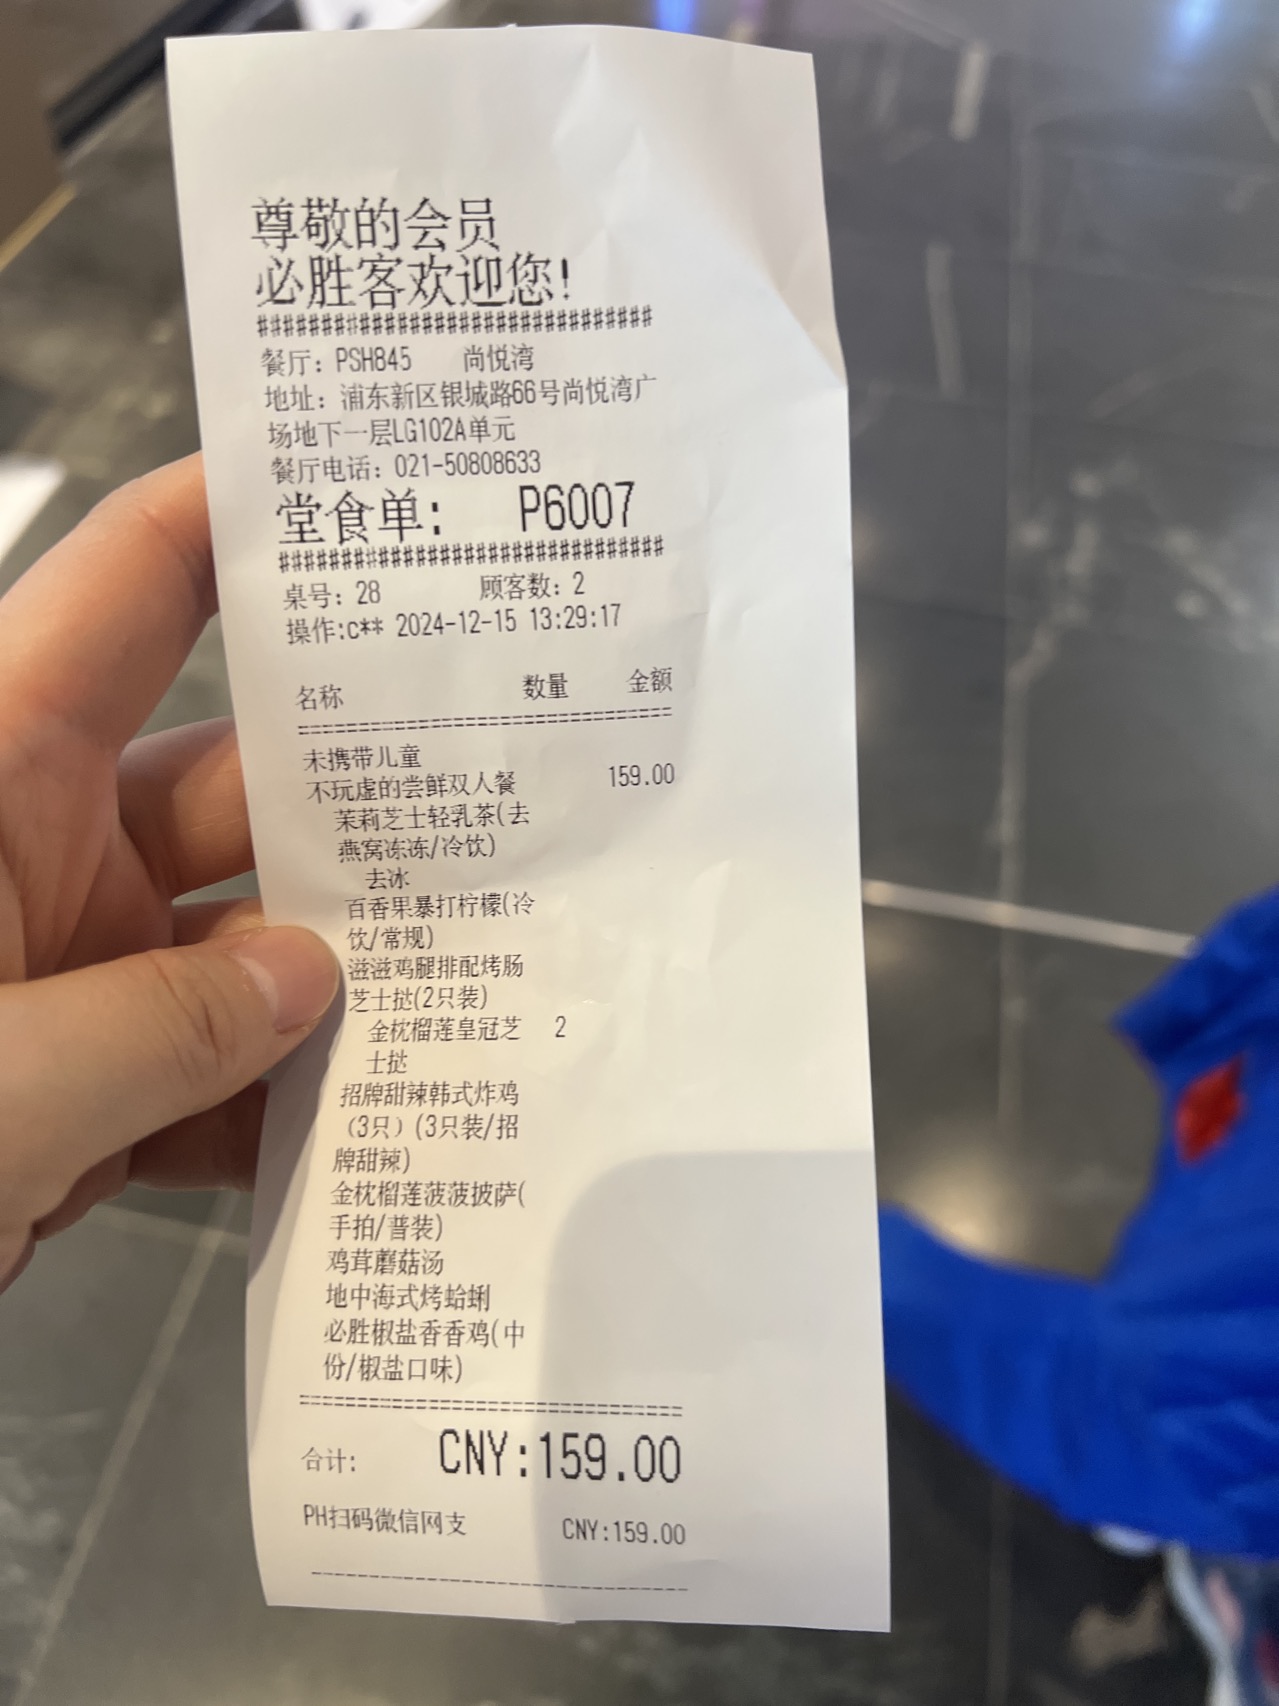 尊敬的会员
必胜客欢迎您!
################################
餐厅: PSH845 尚悦湾
地址: 浦东新区银城路66号尚悦湾广
场地下一层LG102A单元
餐厅电话: 021-50808633
堂食单: P6007
################################
桌号: 28 顾客数: 2
操作:c** 2024-12-15 13:29:17
名称 数量 金额
================================
未携带儿童
不玩虚的尝鲜双人餐 159.00
茉莉芝士轻乳茶(去
燕窝冻冻/冷饮)
去冰
百香果暴打柠檬(冷
饮/常规)
滋滋鸡腿排配烤肠
芝士挞(2只装)
金枕榴莲皇冠芝 2
士挞
招牌甜辣韩式炸鸡
（3只）(3只装/招
牌甜辣)
金枕榴莲菠菠披萨(
手拍/普装)
鸡茸蘑菇汤
地中海式烤蛤蜊
必胜椒盐香香鸡(中
份/椒盐口味)
================================
合计: CNY:159.00
PH扫码微信网支 CNY:159.00
--------------------------------